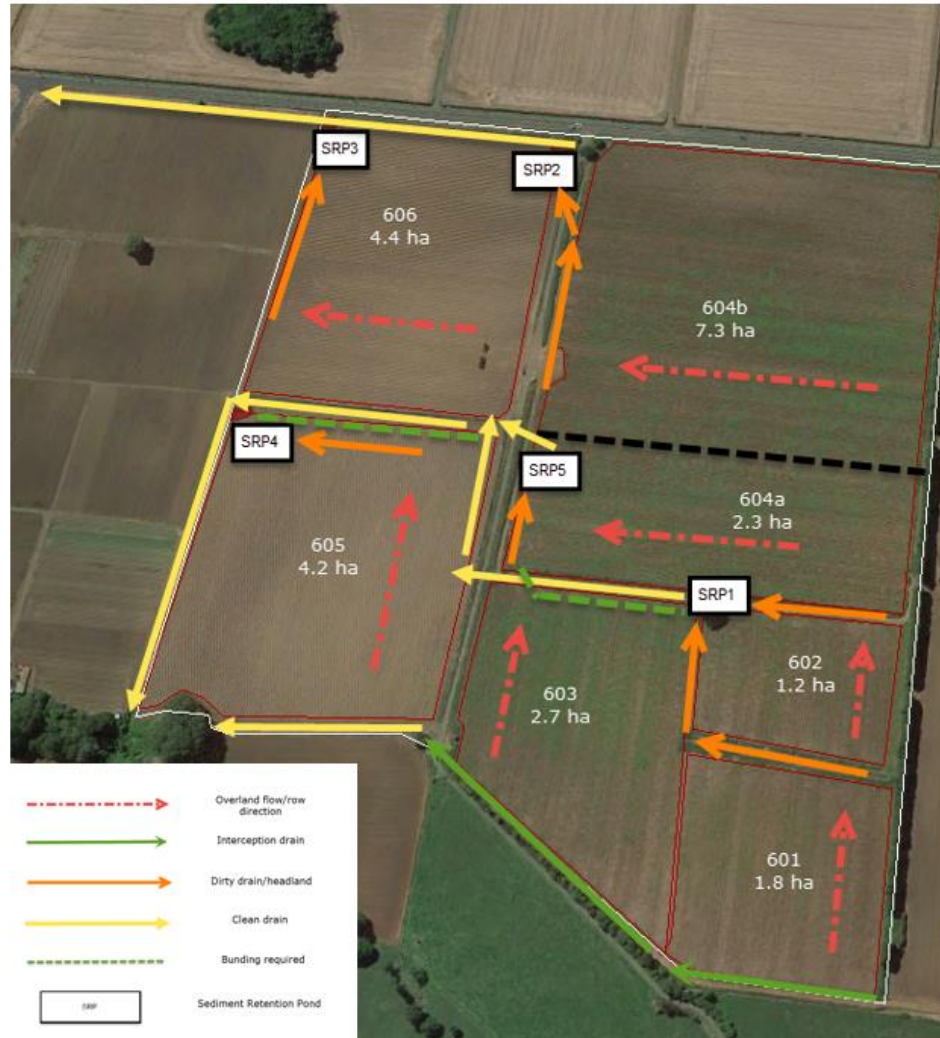 SRP3
SRP2
606
4.4 ha
604b
7.3 ha
SRP4
SRP5
604a
2.3 ha
605
4.2 ha
SRP1
602
1.2 ha
603
2.7 ha
601
1.8 ha
Overland flow/row
direction
Interception drain
Dirty drain/headland
Clean drain
Bunding required
SRP
Sediment Retention Pond